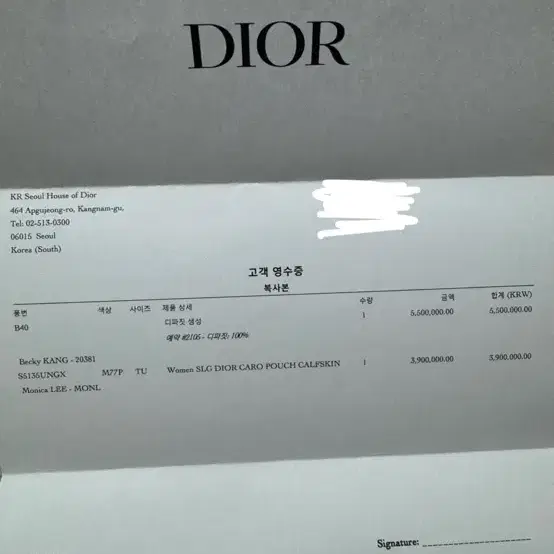 DIOR
KR Seoul House of Dior
464 Apgujeong-ro, Kangnam-gu,
Tel: 02-513-0300
06015 Seoul
Korea (South)
고객 영수증
복사본
품번 색상 사이즈 제품 상세 수량 금액 합계 (KRW)
B40 디파짓 생성 1 5,500,000.00 5,500,000.00
예약 #2105 - 디파짓: 100%
Becky KANG - 20381
S5135UNGX M77P TU Women SLG DIOR CARO POUCH CALFSKIN 1 3,900,000.00 3,900,000.00
Monica LEE - MONL
Signature: